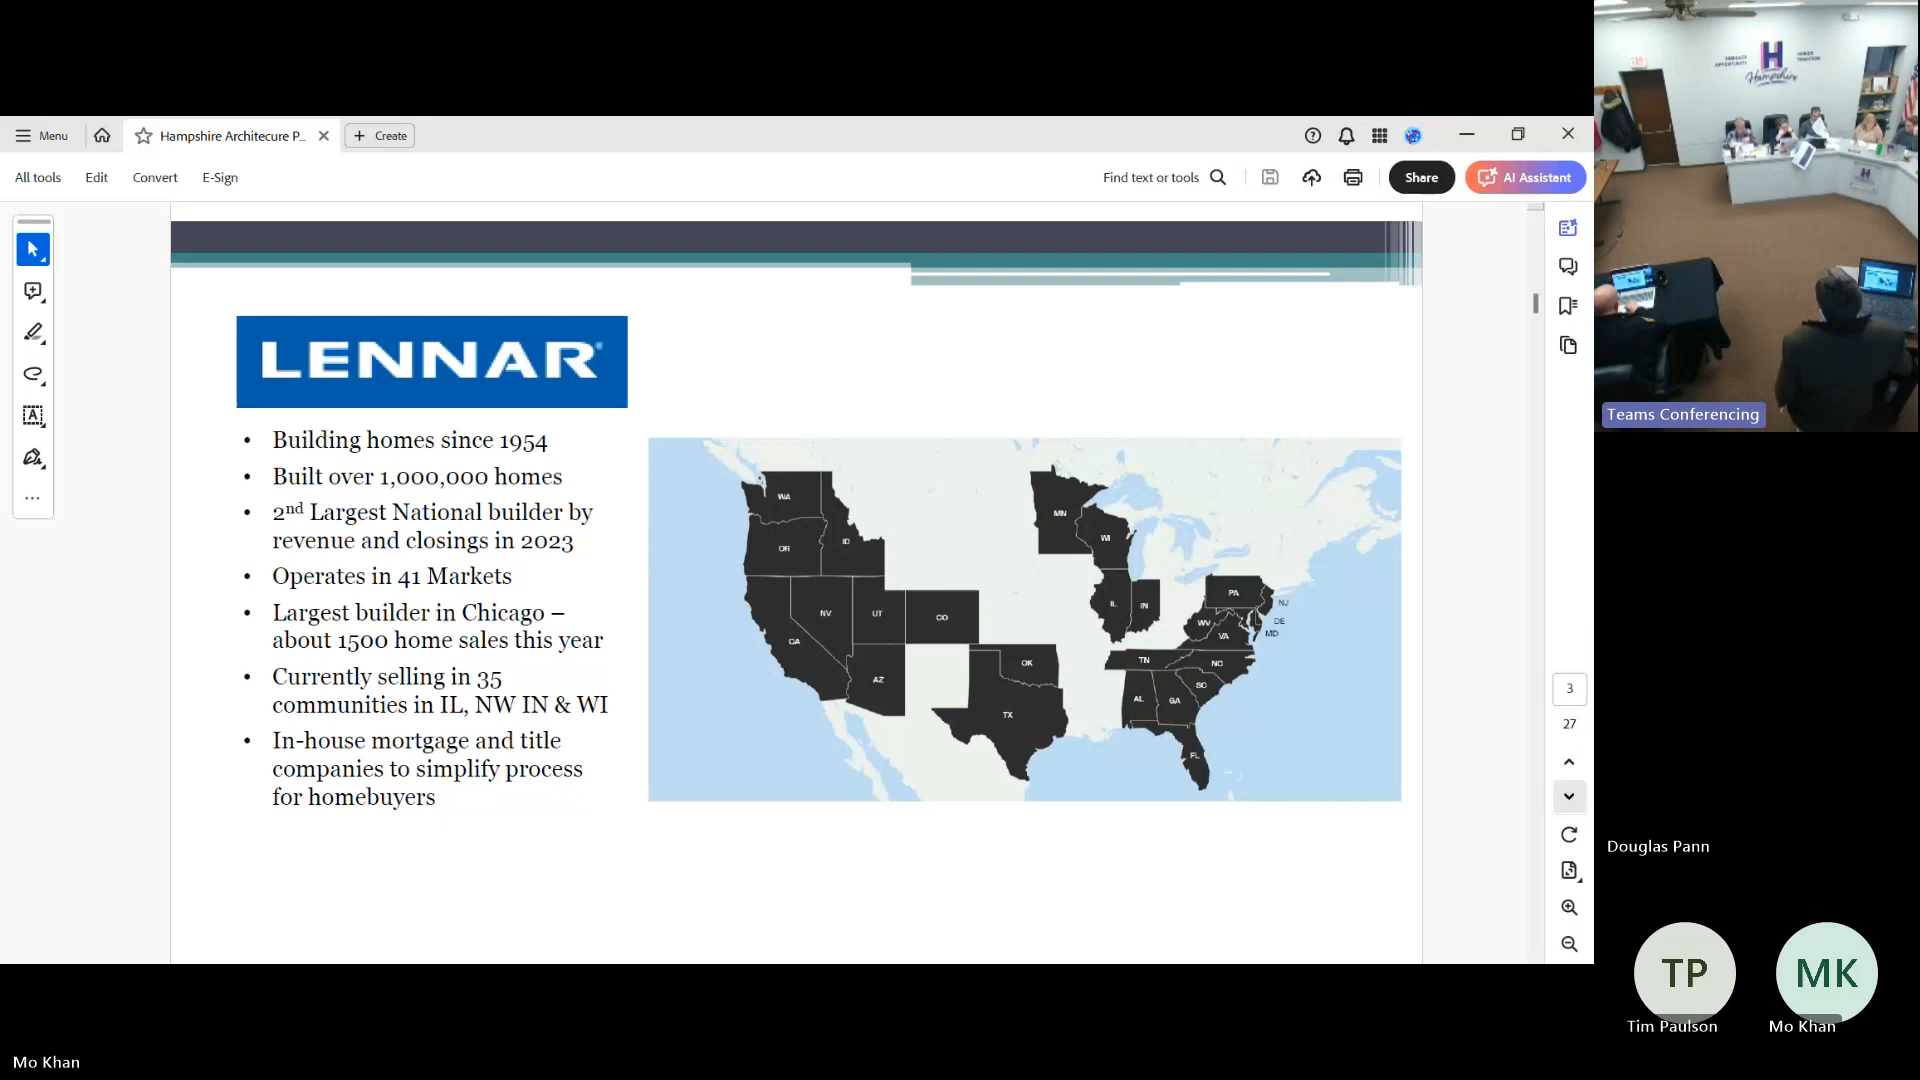 Menu
Hampshire Architecure P...
Create
All tools
Edit
Convert
E-Sign
Find text or tools
Share
AI Assistant
LENNAR
• Building homes since 1954
• Built over 1,000,000 homes
• 2nd Largest National builder by
revenue and closings in 2023
• Operates in 41 Markets
• Largest builder in Chicago –
about 1500 home sales this year
• Currently selling in 35
communities in IL, NW IN & WI
• In-house mortgage and title
companies to simplify process
for homebuyers
WA
OR
ID
NV
UT
CO
CA
AZ
OK
TX
MN
WI
IL
IN
PA
NJ
DE
MD
WV
VA
TN
NC
SC
AL
GA
FL
3
27
H
Hampshire
EMBRACE
OPPORTUNITY
HONOR
TRADITION
Teams Conferencing
Douglas Pann
TP
Tim Paulson
MK
Mo Khan
Mo Khan